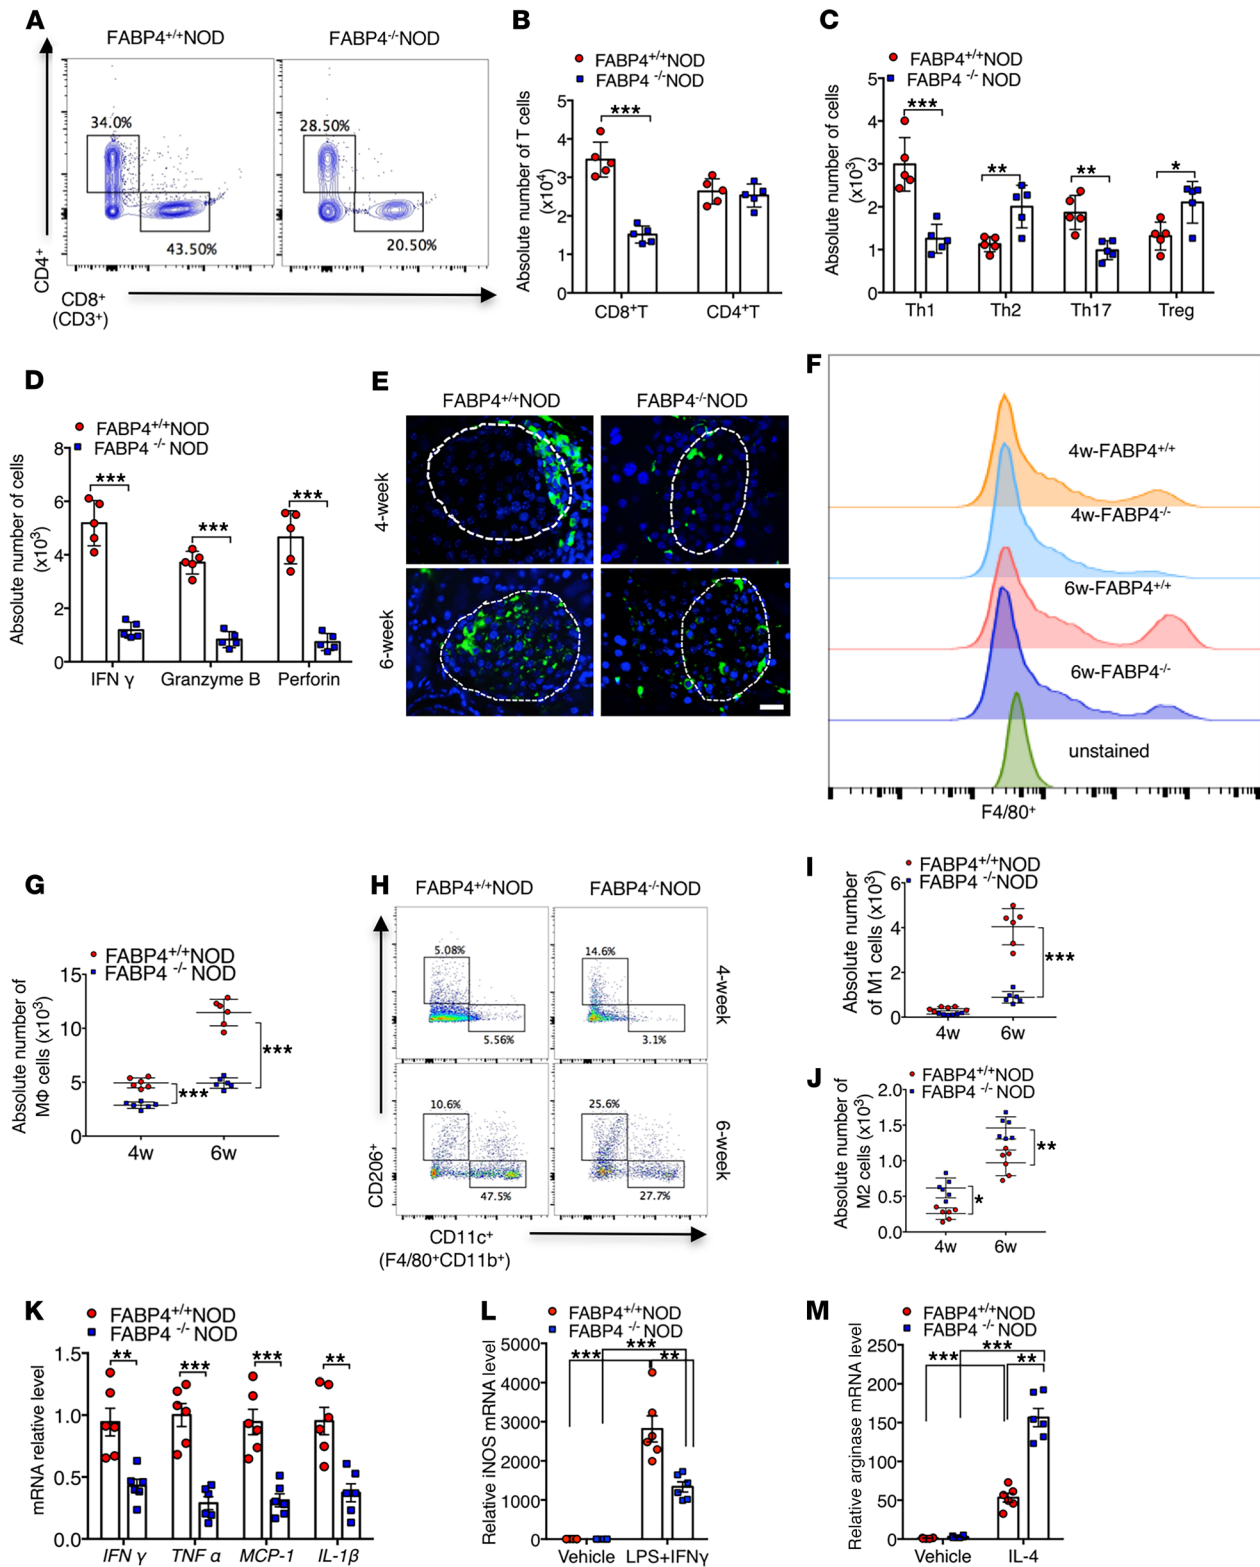 A
FABP4+/+NOD
FABP4-/-NOD
34.0%
43.50%
28.50%
20.50%
CD4+
CD8+
(CD3+)
B
FABP4+/+NOD
FABP4 -/-NOD
Absolute number of T cells
(x10⁴)
5
4
3
2
1
0
***
CD8+T
CD4+T
C
FABP4+/+NOD
FABP4 -/-NOD
Absolute number of cells
(x10³)
5
4
3
2
1
0
***
**
**
*
Th1
Th2
Th17
Treg
D
FABP4+/+NOD
FABP4 -/- NOD
Absolute number of cells
(x10³)
8
6
4
2
0
***
***
***
IFN γ
Granzyme B
Perforin
E
FABP4+/+NOD
FABP4-/-NOD
4-week
6-week
F
4w-FABP4+/+
4w-FABP4-/-
6w-FABP4+/+
6w-FABP4-/-
unstained
F4/80+
G
FABP4+/+NOD
FABP4 -/- NOD
Absolute number of
MΦ cells (x10³)
15
10
5
0
***
***
4w
6w
H
FABP4+/+NOD
FABP4-/-NOD
5.08%
5.56%
14.6%
3.1%
4-week
10.6%
47.5%
25.6%
27.7%
6-week
CD206+
CD11c+
(F4/80+CD11b+)
I
FABP4+/+NOD
FABP4 -/-NOD
Absolute number
of M1 cells (x10³)
6
4
2
0
***
4w
6w
J
FABP4+/+NOD
FABP4 -/- NOD
Absolute number of
M2 cells (x10³)
2.0
1.5
1.0
0.5
0.0
*
**
4w
6w
K
FABP4+/+NOD
FABP4 -/- NOD
mRNA relative level
1.5
1.0
0.5
0.0
**
***
***
**
IFN γ
TNF α
MCP-1
IL-1β
L
FABP4+/+NOD
FABP4 -/- NOD
Relative iNOS mRNA level
5000
4000
3000
2000
1000
0
***
***
**
Vehicle
LPS+IFNγ
M
FABP4+/+NOD
FABP4 -/- NOD
Relative arginase mRNA level
250
200
150
100
50
0
***
***
**
Vehicle
IL-4